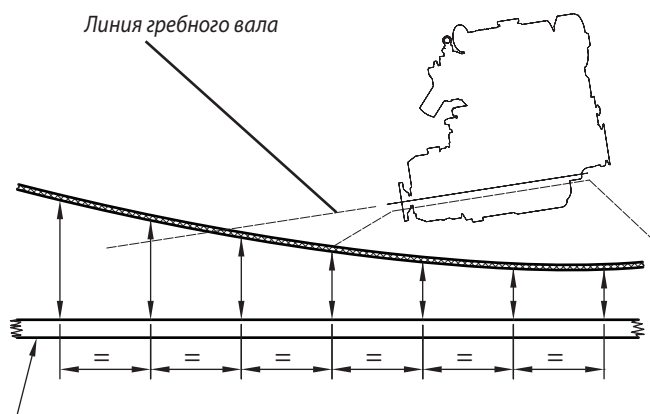 Линия гребного вала
= = = = = =